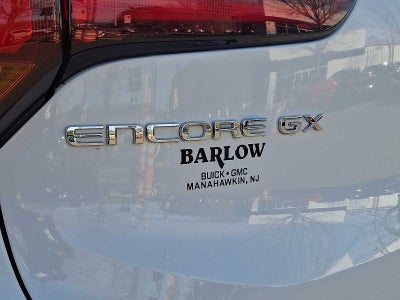 ENCORE GX
BARLOW
BUICK • GMC
MANAHAWKIN, NJ